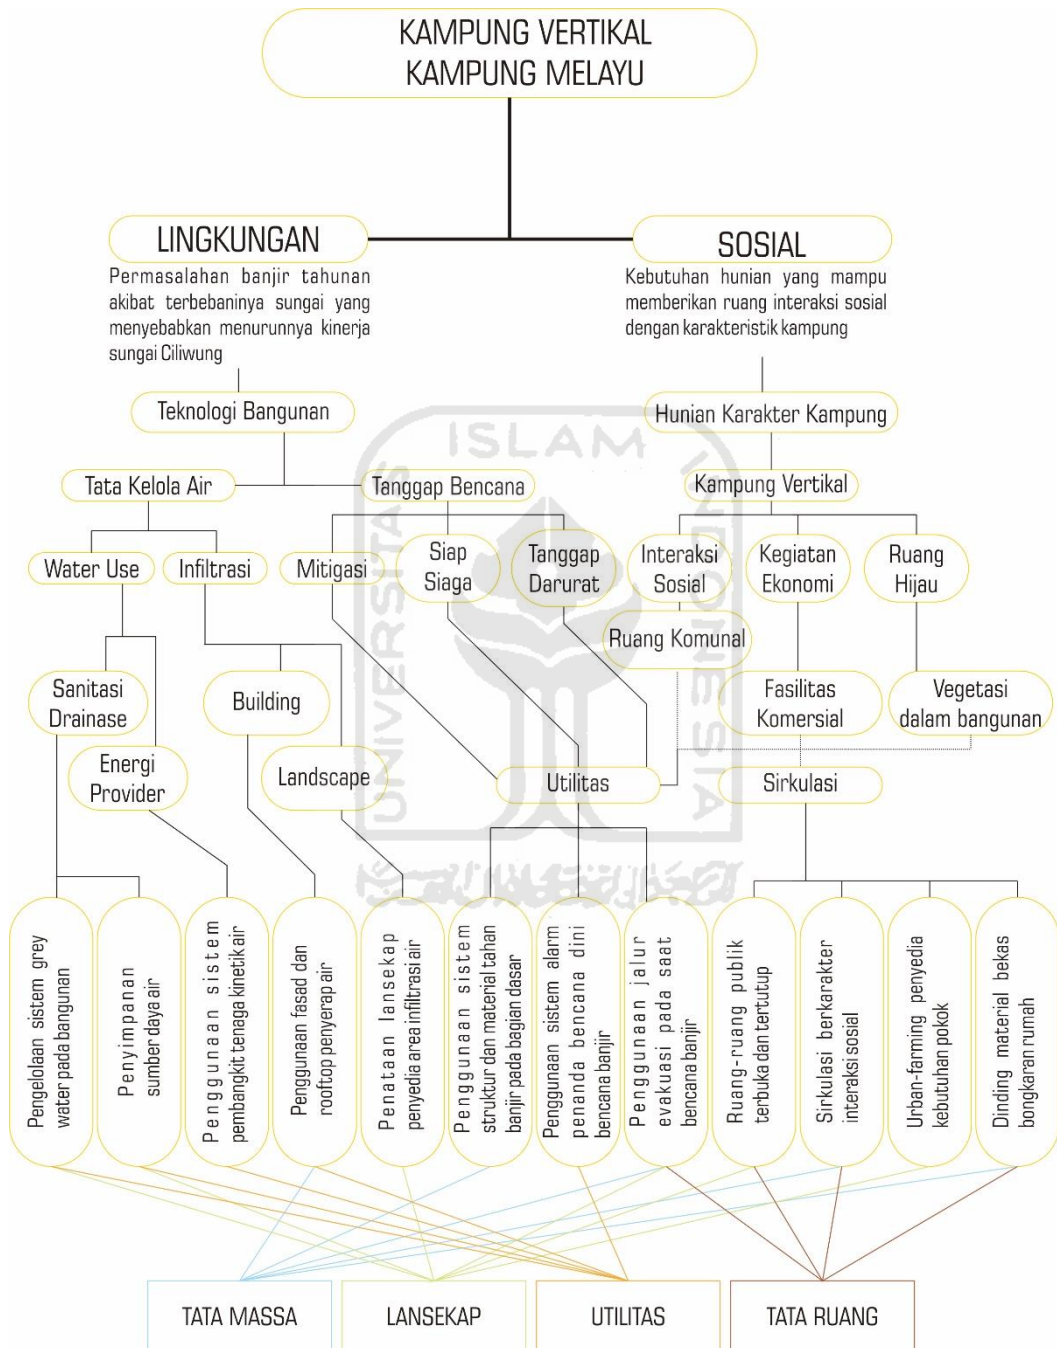 KAMPUNG VERTIKAL
KAMPUNG MELAYU
LINGKUNGAN
Permasalahan banjir tahunan
akibat terbebaninya sungai yang
menyebabkan menurunnya kinerja
sungai Ciliwung
SOSIAL
Kebutuhan hunian yang mampu
memberikan ruang interaksi sosial
dengan karakteristik kampung
Teknologi Bangunan
Hunian Karakter Kampung
Tata Kelola Air
Tanggap Bencana
Kampung Vertikal
Water Use
Infiltrasi
Mitigasi
Siap
Siaga
Tanggap
Darurat
Interaksi
Sosial
Kegiatan
Ekonomi
Ruang
Hijau
Ruang Komunal
Sanitasi
Drainase
Building
Fasilitas
Komersial
Vegetasi
dalam bangunan
Energi
Provider
Landscape
Utilitas
Sirkulasi
Pengelolaan sistem grey
water pada bangunan
Penyimpanan
sumber daya air
Penggunaan sistem
pembangkit tenaga kinetik air
Penggunaan fasad dan
rooftop penyerap air
Penataan lansekap
penyedia area infiltrasi air
Penggunaan sistem
struktur dan material tahan
banjir pada bagian dasar
Penggunaan sistem alarm
penanda bencana dini
bencana banjir
Penggunaan jalur
evakuasi pada saat
bencana banjir
Ruang-ruang publik
terbuka dan tertutup
Sirkulasi berkarakter
interaksi sosial
Urban-farming penyedia
kebutuhan pokok
Dinding material bekas
bongkaran rumah
TATA MASSA
LANSEKAP
UTILITAS
TATA RUANG
UNIVERSITAS
ISLAM
INDONESIA